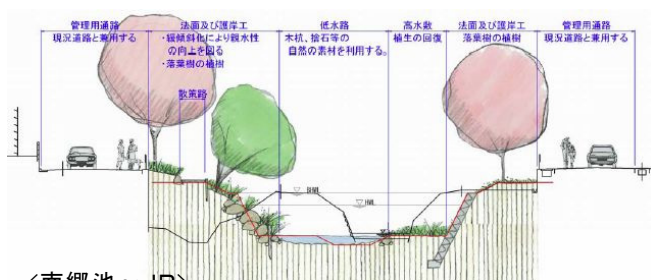 管理用通路
現況道路と兼用する
法面及び護岸工
・緩傾斜化により親水性
の向上を図る
・落葉樹の植樹
散策路
低水路
木杭、捨石等の
自然の素材を利用する。
高水敷
植生の回復
法面及び護岸工
落葉樹の植樹
管理用通路
現況道路と兼用する